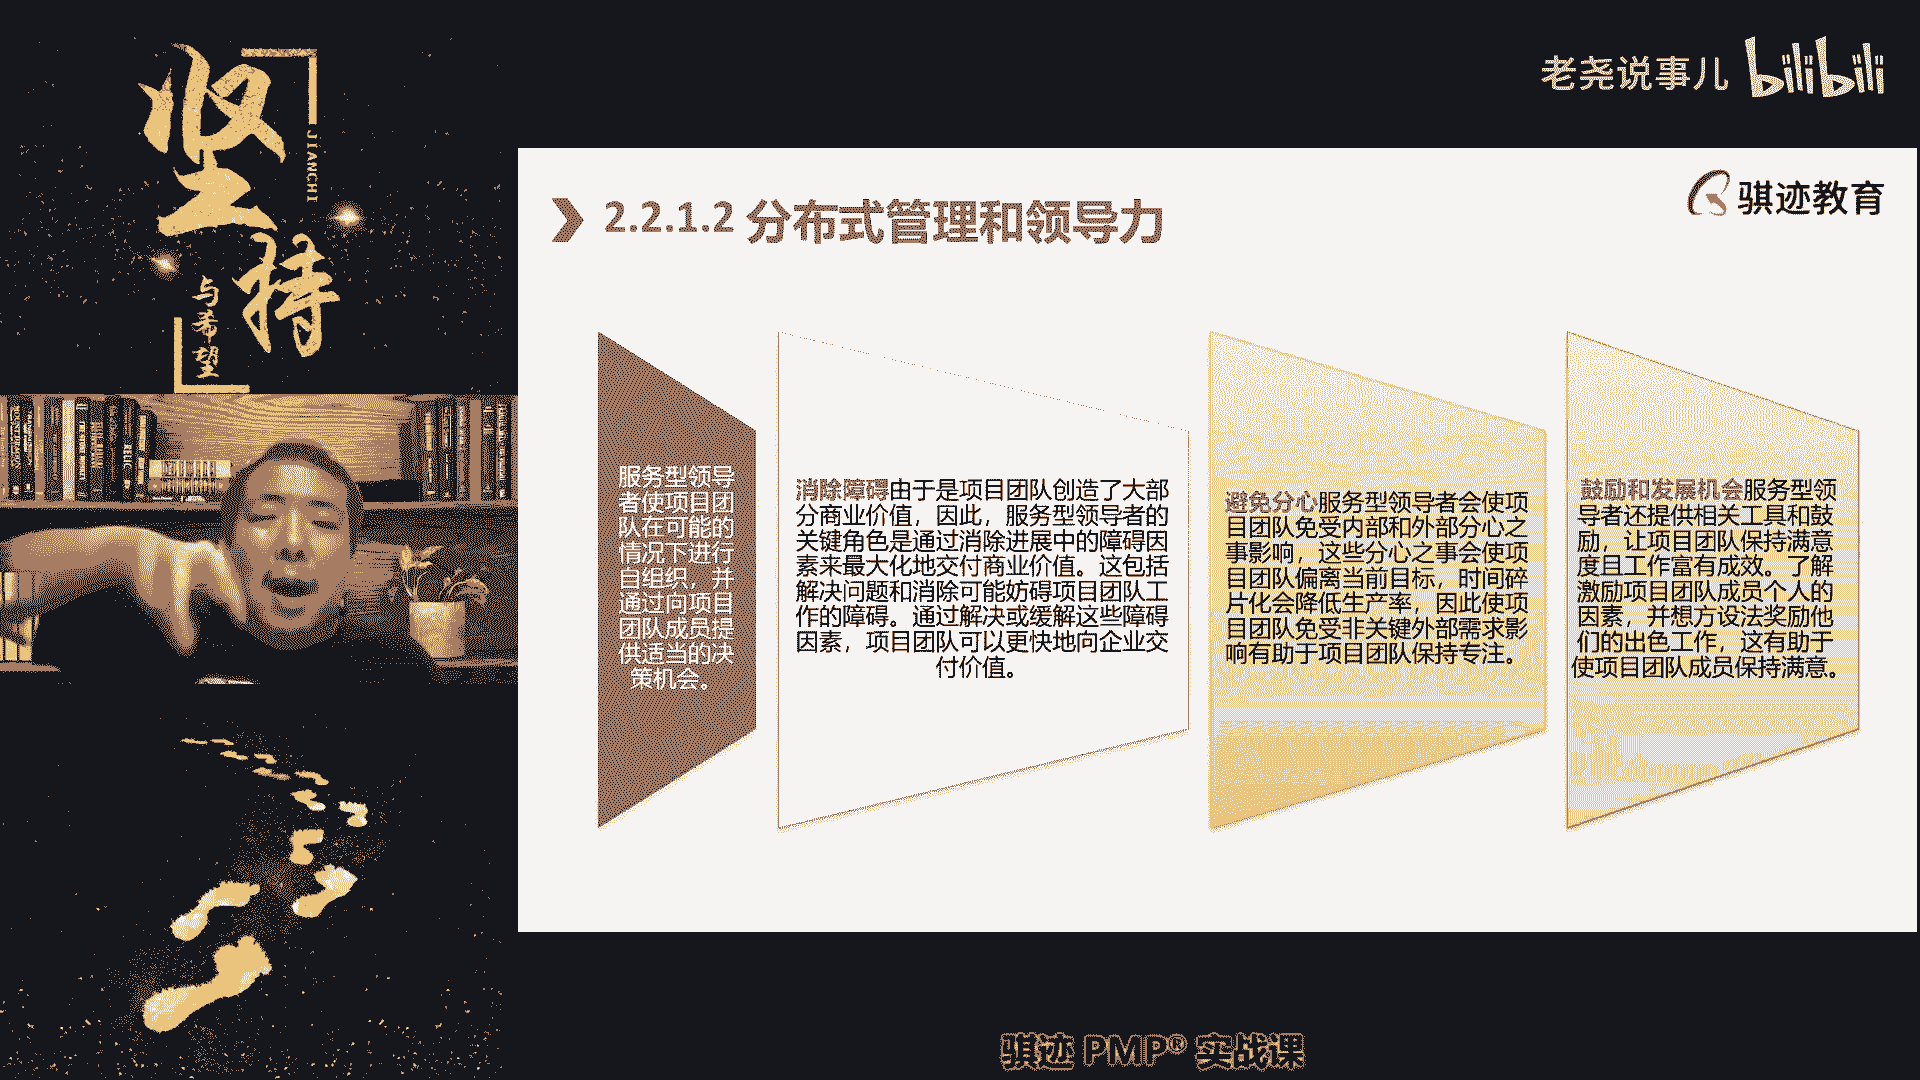 坚持
JIANCHI
与希望
老尧说事儿 bilibili
骐迹教育
2.2.1.2 分布式管理和领导力
服务型领导
者使项目团
队在可能的
情况下进行
自组织，并
通过向项目
团队成员提
供适当的决
策机会。
消除障碍由于是项目团队创造了大部
分商业价值，因此，服务型领导者的
关键角色是通过消除进展中的障碍因
素来最大化地交付商业价值。这包括
解决问题和消除可能妨碍项目团队工
作的障碍。通过解决或缓解这些障碍
因素，项目团队可以更快地向企业交
付价值。
避免分心服务型领导者会使项
目团队免受内部和外部分心之
事影响，这些分心之事会使项
目团队偏离当前目标，时间碎
片化会降低生产率，因此使项
目团队免受非关键外部需求影
响有助于项目团队保持专注。
鼓励和发展机会服务型领
导者还提供相关工具和鼓
励，让项目团队保持满意
度且工作富有成效。了解
激励项目团队成员个人的
因素，并想方设法奖励他
们的出色工作，这有助于
使项目团队成员保持满意。
骐迹 PMP® 实战课